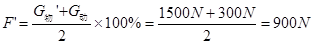 F' = (G物' + G动)/2 × 100% = (1500N + 300N)/2 = 900N